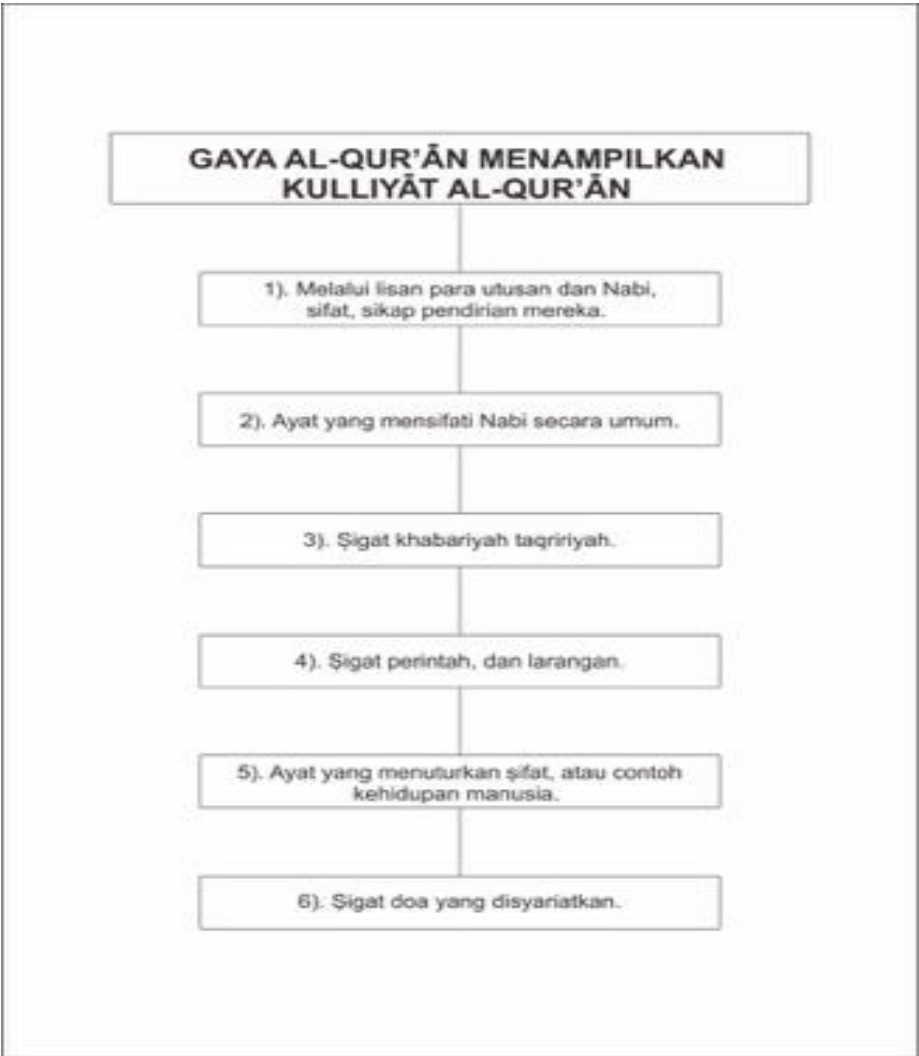 GAYA AL-QUR’ĀN MENAMPILKAN
KULLIYĀT AL-QUR’ĀN
1). Melalui lisan para utusan dan Nabi,
sifat, sikap pendirian mereka.
2). Ayat yang mensifati Nabi secara umum.
3). Ṣigat khabariyah taqririyah.
4). Ṣigat perintah, dan larangan.
5). Ayat yang menuturkan ṣifat, atau contoh
kehidupan manusia.
6). Ṣigat doa yang disyariatkan.